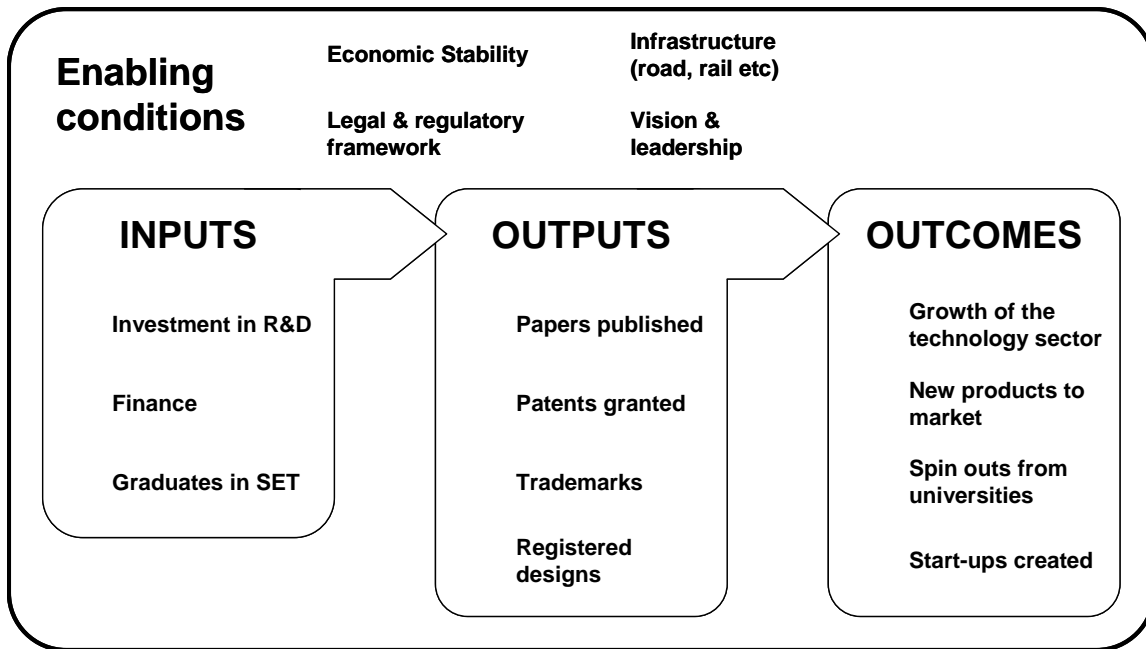 Enabling
conditions
Economic Stability
Infrastructure
(road, rail etc)
Legal & regulatory
framework
Vision &
leadership
INPUTS
Investment in R&D
Finance
Graduates in SET
OUTPUTS
Papers published
Patents granted
Trademarks
Registered
designs
OUTCOMES
Growth of the
technology sector
New products to
market
Spin outs from
universities
Start-ups created